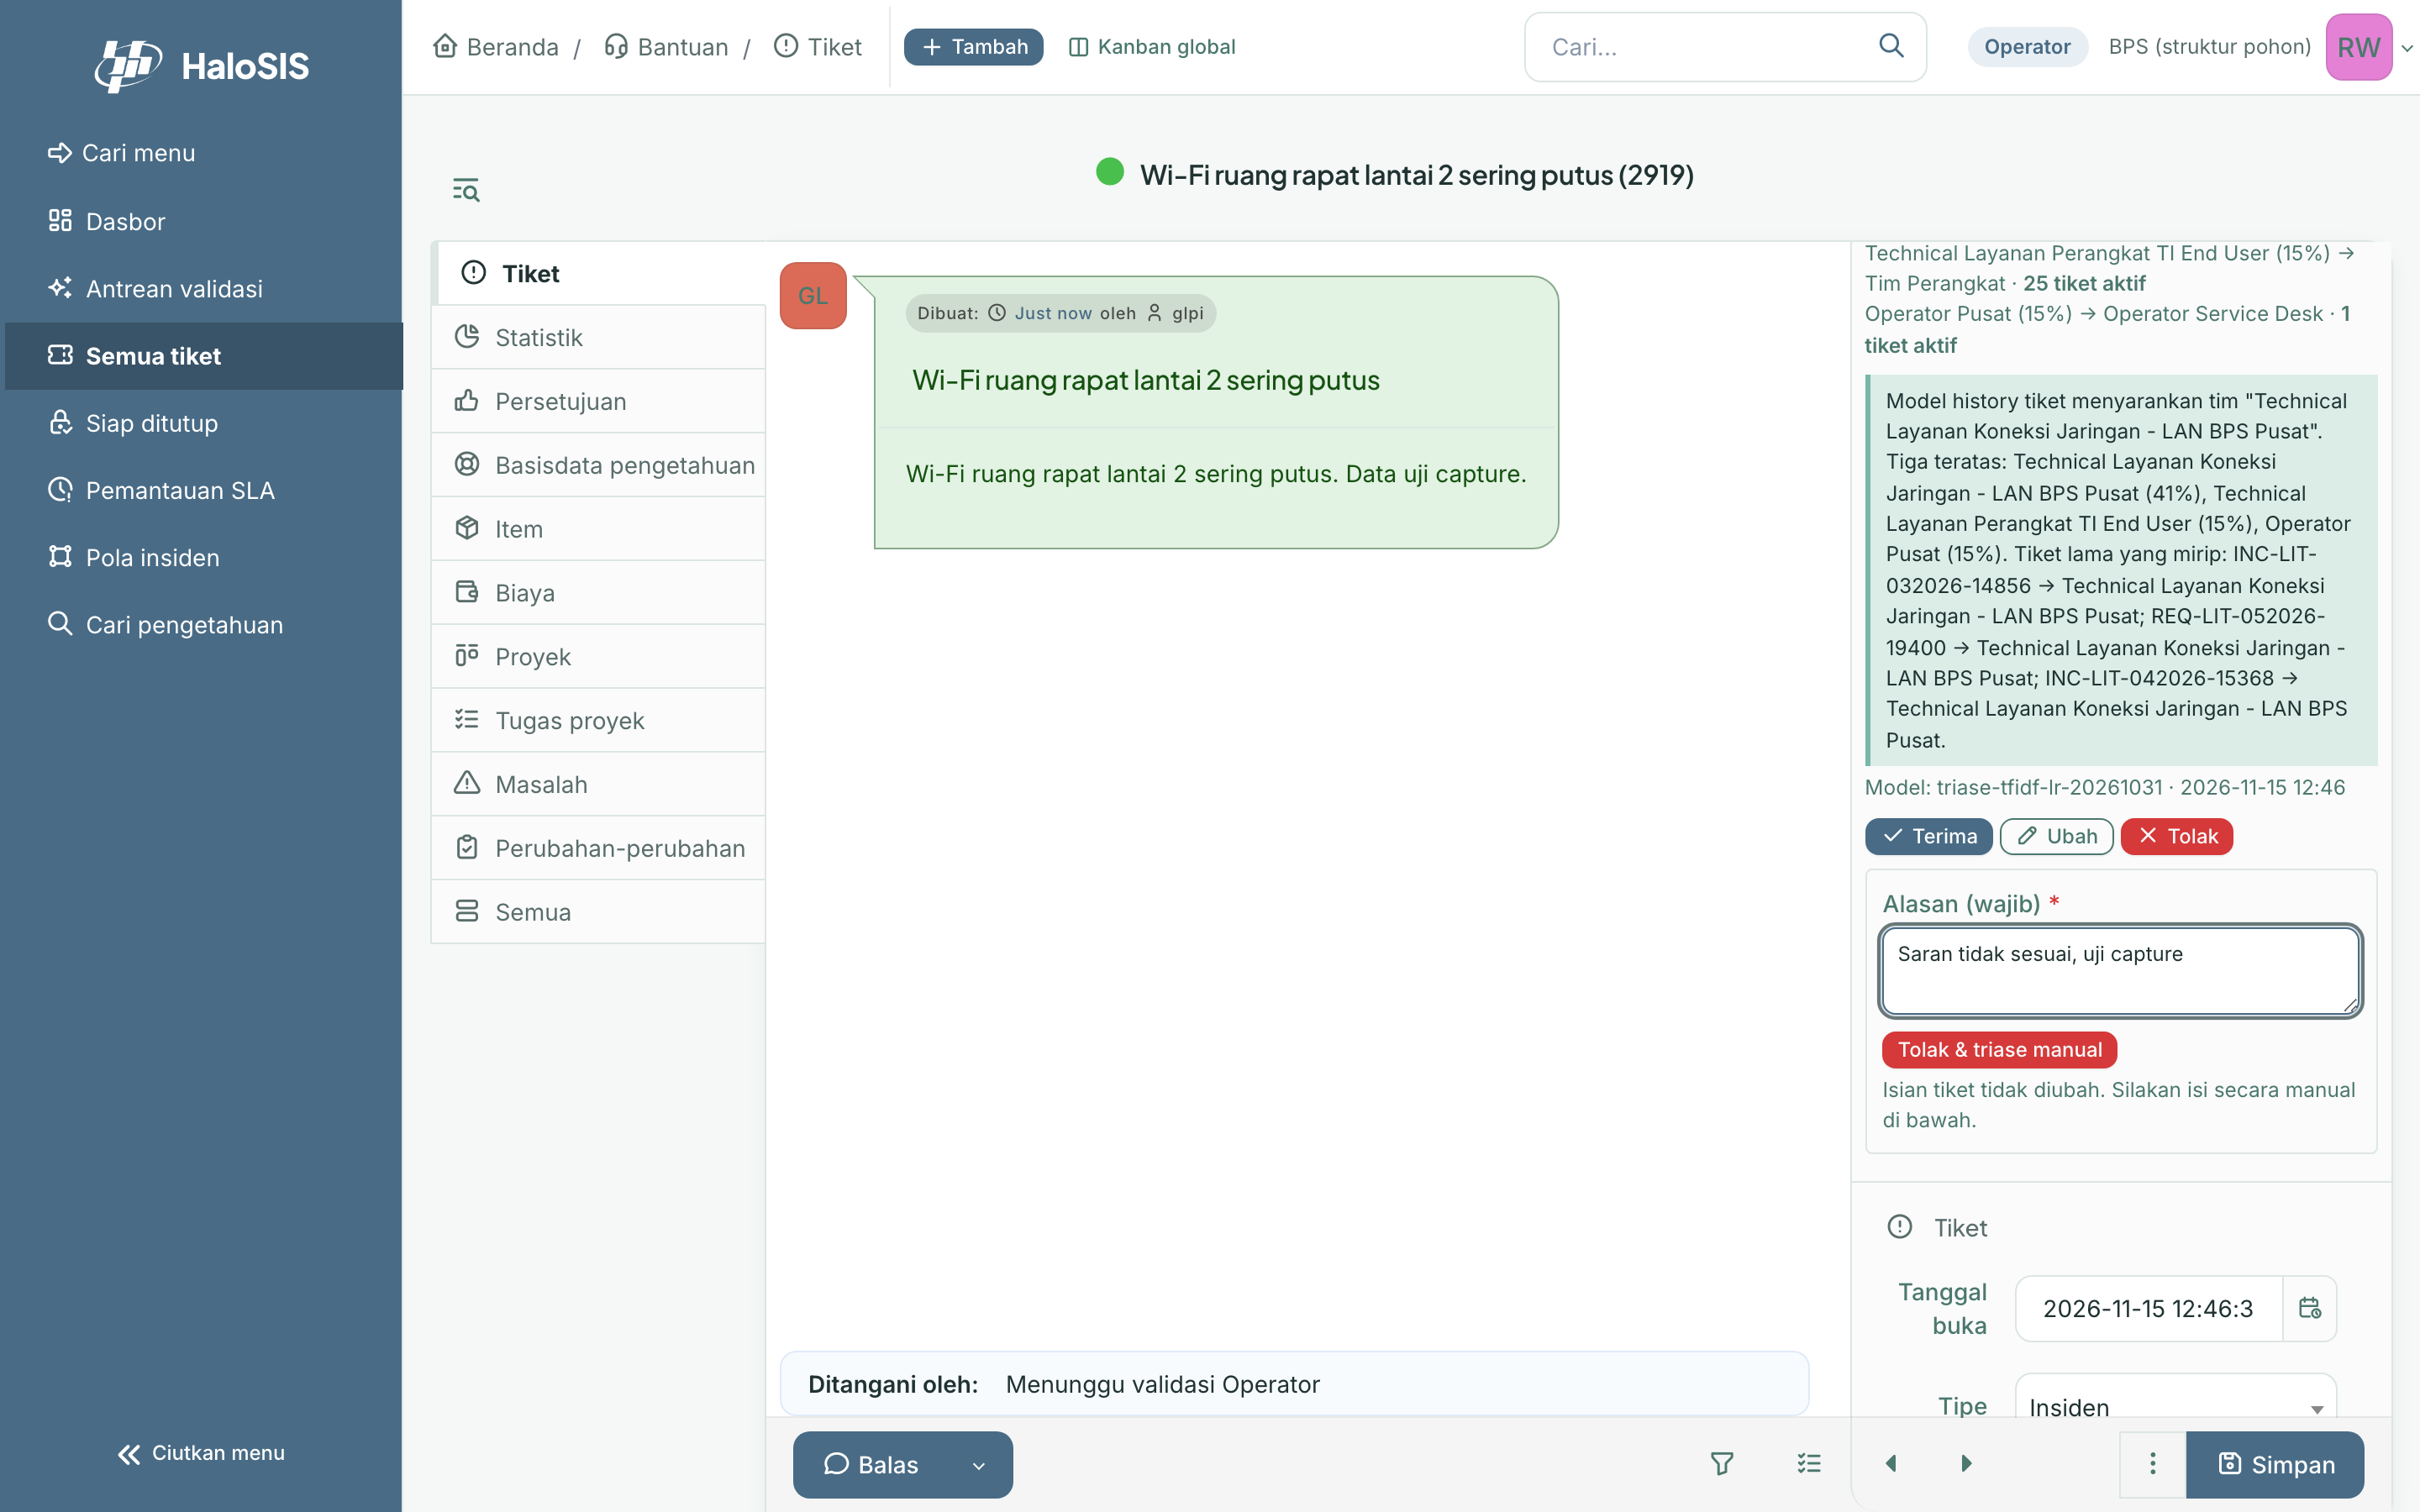 HaloSIS
Cari menu
Dasbor
Antrean validasi
Semua tiket
Siap ditutup
Pemantauan SLA
Pola insiden
Cari pengetahuan
Ciutkan menu
Beranda / Bantuan / Tiket
+ Tambah
Kanban global
Cari...
Operator
BPS (struktur pohon)
RW
Wi-Fi ruang rapat lantai 2 sering putus (2919)
Tiket
Statistik
Persetujuan
Basisdata pengetahuan
Item
Biaya
Proyek
Tugas proyek
Masalah
Perubahan-perubahan
Semua
GL
Dibuat: Just now oleh glpi
Wi-Fi ruang rapat lantai 2 sering putus
Wi-Fi ruang rapat lantai 2 sering putus. Data uji capture.
Ditangani oleh: Menunggu validasi Operator
Balas
Technical Layanan Perangkat TI End User (15%) →
Tim Perangkat · 25 tiket aktif
Operator Pusat (15%) → Operator Service Desk · 1
tiket aktif
Model history tiket menyarankan tim "Technical
Layanan Koneksi Jaringan - LAN BPS Pusat".
Tiga teratas: Technical Layanan Koneksi
Jaringan - LAN BPS Pusat (41%), Technical
Layanan Perangkat TI End User (15%), Operator
Pusat (15%). Tiket lama yang mirip: INC-LIT-
032026-14856 → Technical Layanan Koneksi
Jaringan - LAN BPS Pusat; REQ-LIT-052026-
19400 → Technical Layanan Koneksi Jaringan -
LAN BPS Pusat; INC-LIT-042026-15368 →
Technical Layanan Koneksi Jaringan - LAN BPS
Pusat.
Model: triase-tfidf-lr-20261031 · 2026-11-15 12:46
Terima
Ubah
Tolak
Alasan (wajib) *
Saran tidak sesuai, uji capture
Tolak & triase manual
Isian tiket tidak diubah. Silakan isi secara manual
di bawah.
Tiket
Tanggal
buka
2026-11-15 12:46:3
Tipe
Insiden
Simpan